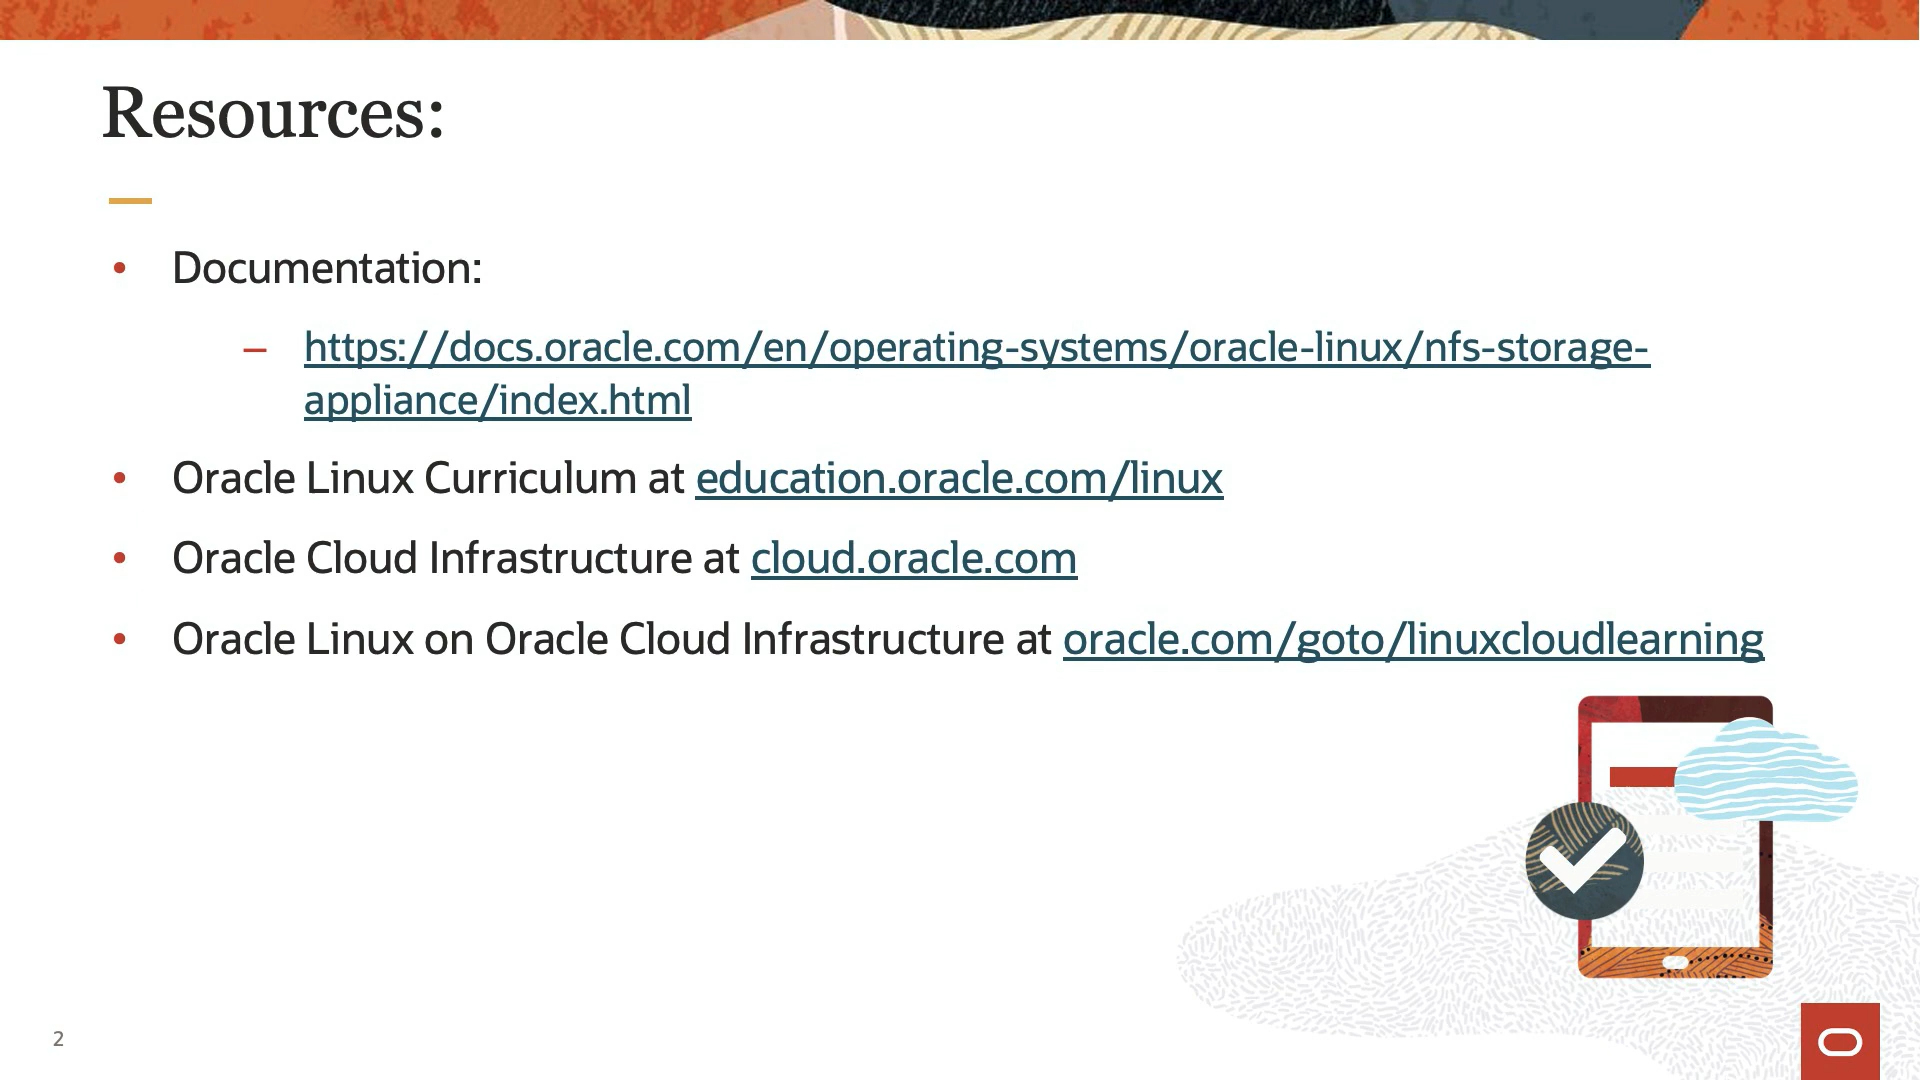 Resources:
• Documentation:
– https://docs.oracle.com/en/operating-systems/oracle-linux/nfs-storage-
appliance/index.html
• Oracle Linux Curriculum at education.oracle.com/linux
• Oracle Cloud Infrastructure at cloud.oracle.com
• Oracle Linux on Oracle Cloud Infrastructure at oracle.com/goto/linuxcloudlearning
2